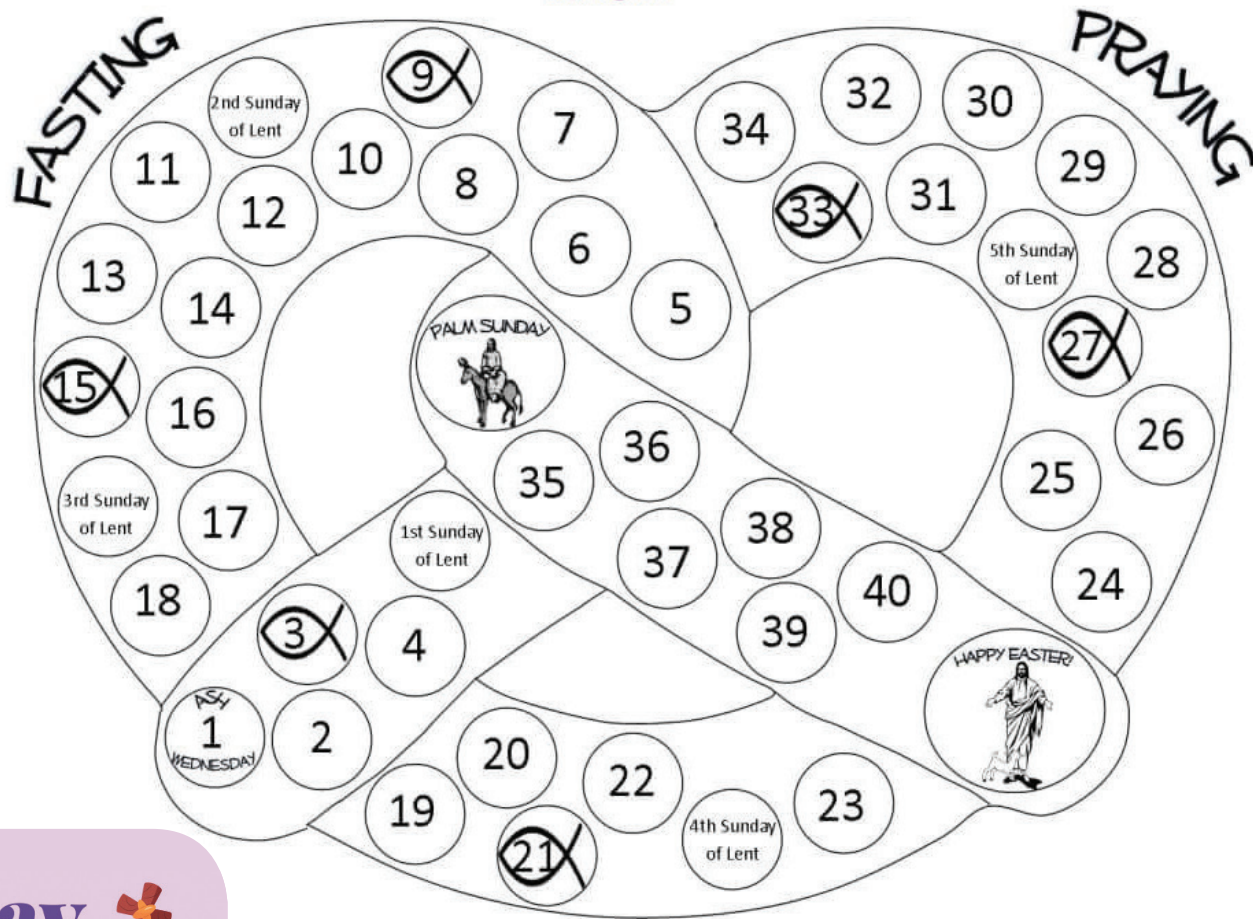 FASTING
PRAYING
ASH
1
WEDNESDAY
2
3
4
1st Sunday
of Lent
5
6
7
8
9
10
2nd Sunday
of Lent
11
12
13
14
15
16
3rd Sunday
of Lent
17
18
19
20
21
22
4th Sunday
of Lent
23
24
25
26
27
28
5th Sunday
of Lent
29
30
31
32
33
34
PALM SUNDAY
35
36
37
38
39
40
HAPPY EASTER!